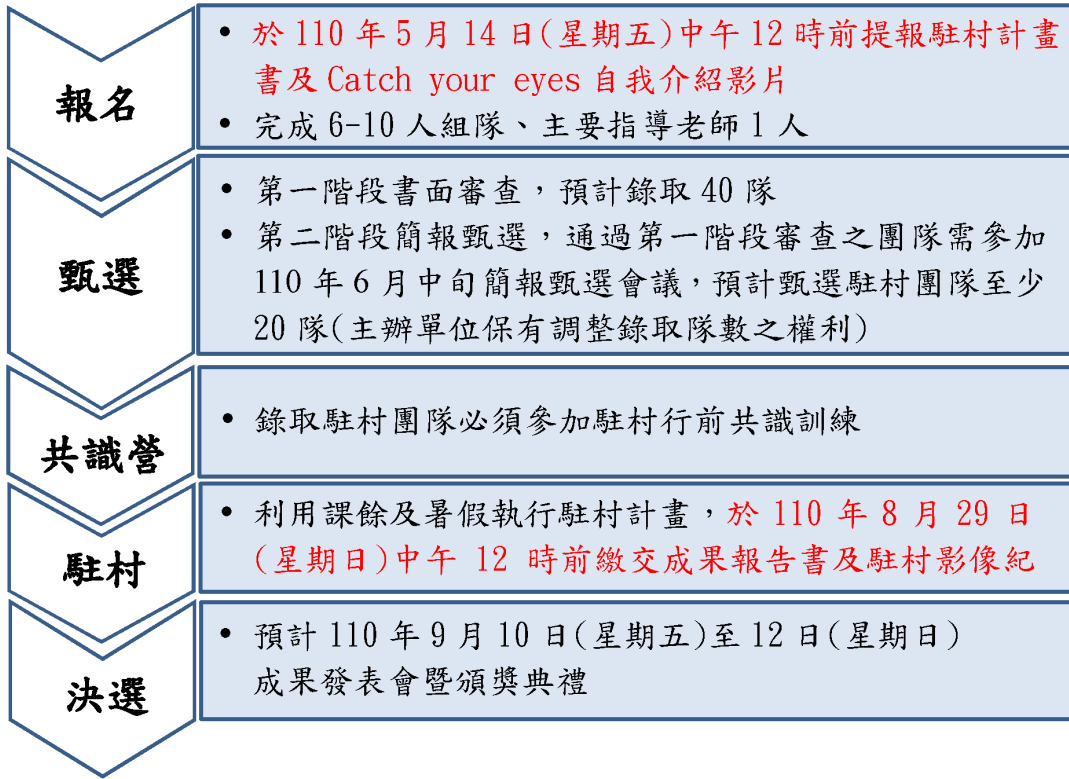 報名
• 於 110 年 5 月 14 日(星期五)中午 12 時前提報駐村計畫
書及 Catch your eyes 自我介紹影片
• 完成 6-10 人組隊、主要指導老師 1 人
甄選
• 第一階段書面審查，預計錄取 40 隊
• 第二階段簡報甄選，通過第一階段審查之團隊需參加
110 年 6 月中旬簡報甄選會議，預計甄選駐村團隊至少
20 隊(主辦單位保有調整錄取隊數之權利)
共識營
• 錄取駐村團隊必須參加駐村行前共識訓練
駐村
• 利用課餘及暑假執行駐村計畫，於 110 年 8 月 29 日
(星期日)中午 12 時前繳交成果報告書及駐村影像紀
決選
• 預計 110 年 9 月 10 日(星期五)至 12 日(星期日)
成果發表會暨頒獎典禮